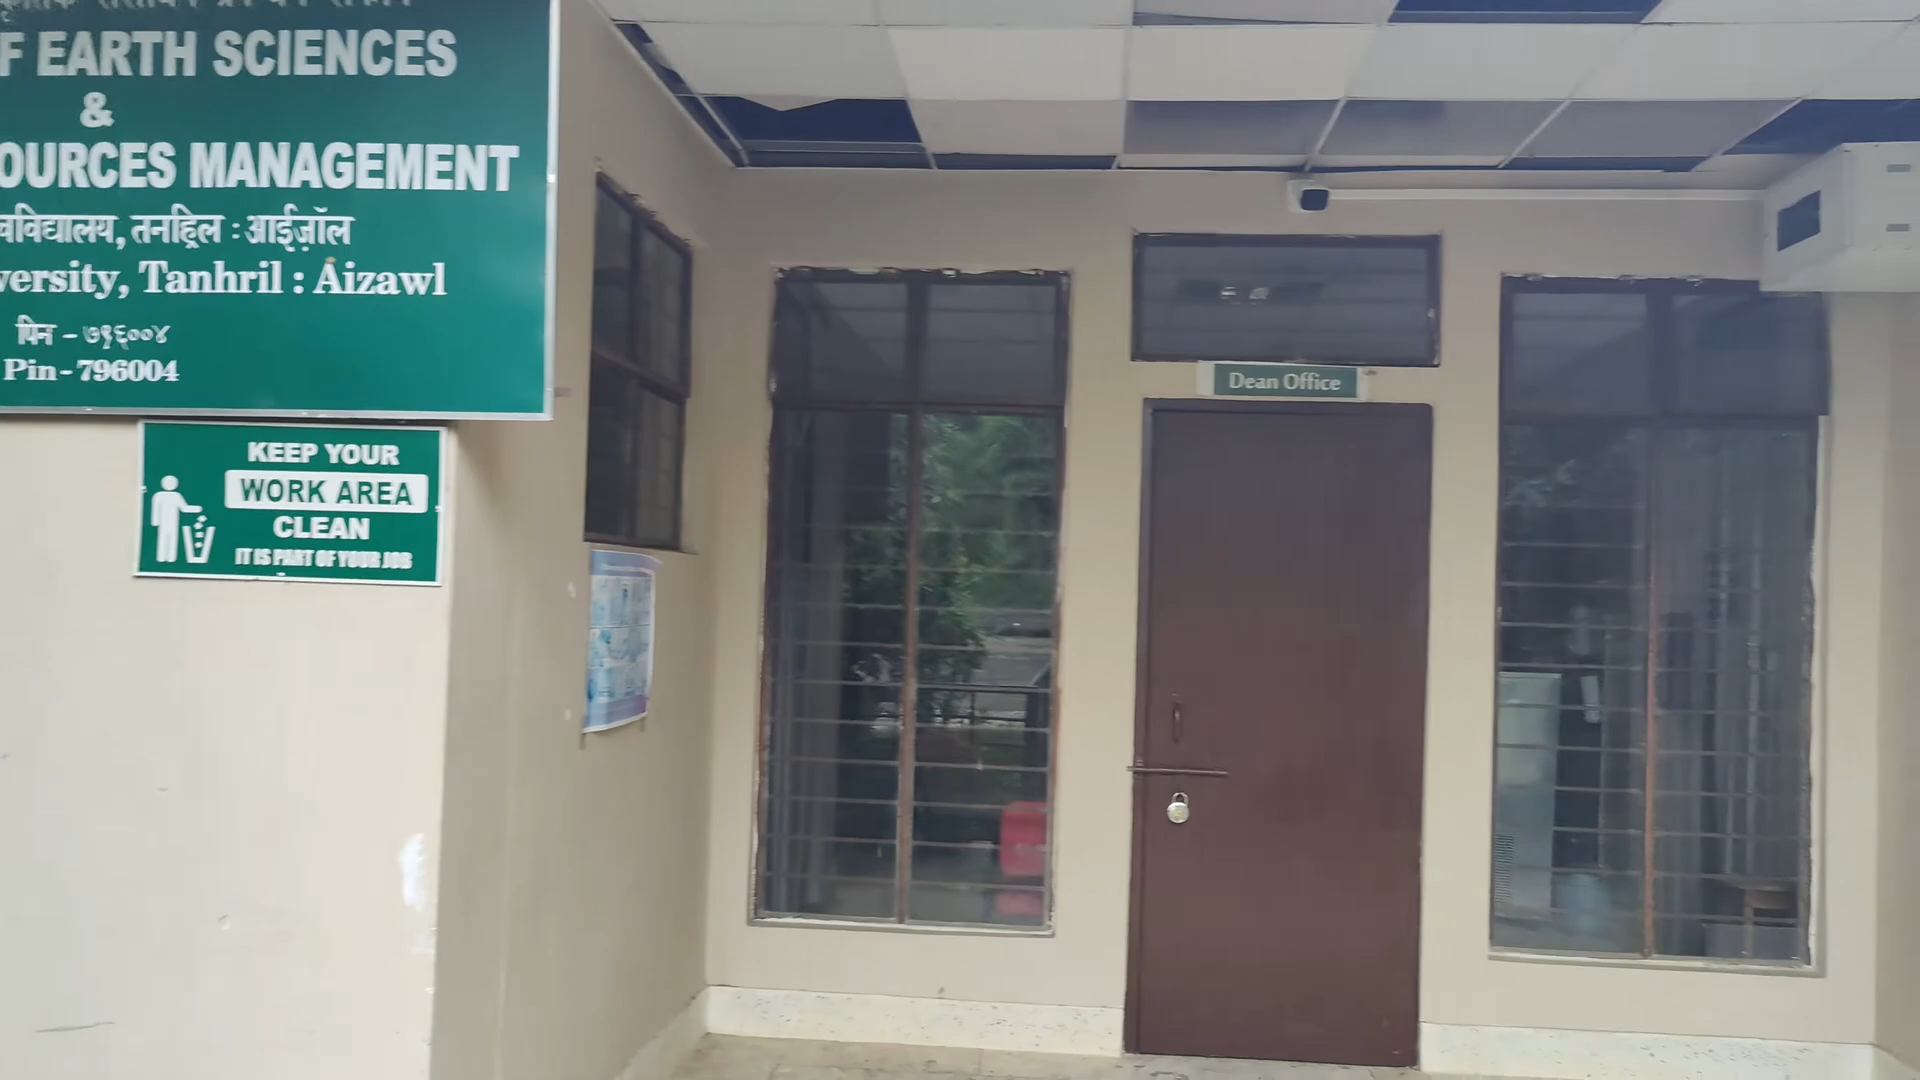 F EARTH SCIENCES
&
OURCES MANAGEMENT
वविद्यालय, तनह्रिल : आईज़ॉल
versity, Tanhril : Aizawl
पिन - ७९६००४
Pin - 796004
KEEP YOUR
WORK AREA
CLEAN
IT IS PART OF YOUR JOB
Dean Office